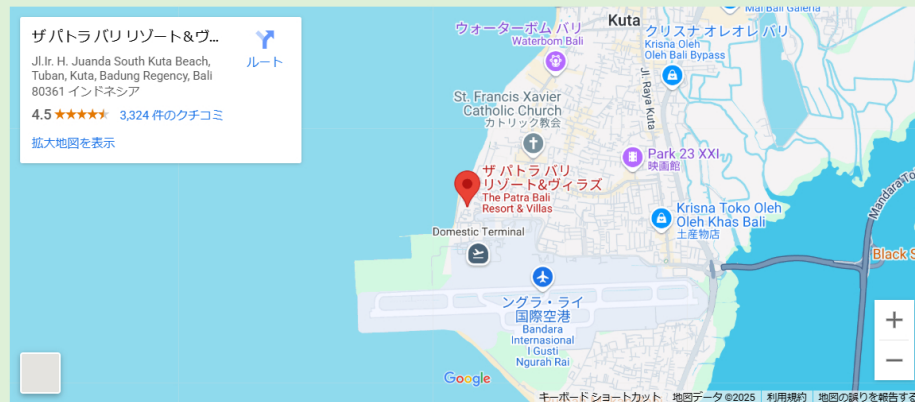 ザ パトラ バリ リゾート＆ヴ...
ルート
Jl.Ir. H. Juanda South Kuta Beach,
Tuban, Kuta, Badung Regency, Bali
80361 インドネシア
4.5 3,324 件のクチコミ
拡大地図を表示
Mal Bali Galeria
Kuta
ウォーターボム バリ
Waterbom Bali
クリスナ オレオレ バリ
Krisna Oleh
Oleh Bali Bypass
Jl. Raya Kuta
St. Francis Xavier
Catholic Church
カトリック教会
Park 23 XXI
映画館
ザ パトラ バリ
リゾート&ヴィラズ
The Patra Bali
Resort & Villas
Krisna Toko Oleh
Oleh Khas Bali
土産物店
Mandara To
Domestic Terminal
Black S
ングラ・ライ
国際空港
Bandara
Internasional
I Gusti
Ngurah Rai
+
−
Google
キーボード ショートカット 地図データ ©2025 利用規約 地図の誤りを報告する